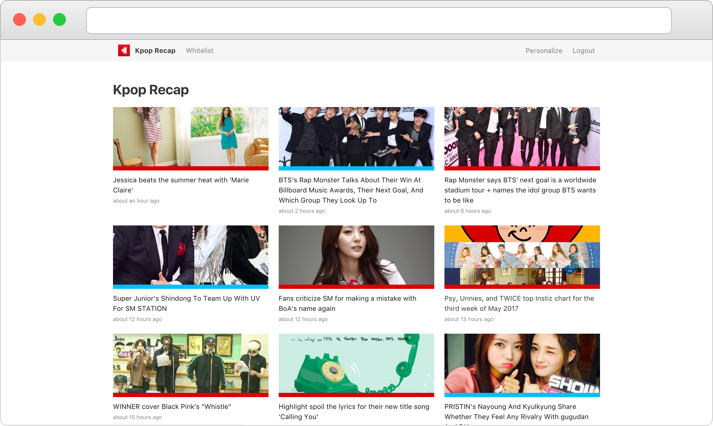 Kpop Recap
Whitelist
Personalize
Logout
Kpop Recap
Jessica beats the summer heat with 'Marie
Claire'
about an hour ago
BTS's Rap Monster Talks About Their Win At
Billboard Music Awards, Their Next Goal, And
Which Group They Look Up To
about 2 hours ago
Rap Monster says BTS' next goal is a worldwide
stadium tour + names the idol group BTS wants
to be like
about 6 hours ago
Super Junior's Shindong To Team Up With UV
For SM STATION
about 12 hours ago
Fans criticize SM for making a mistake with
BoA's name again
about 12 hours ago
Psy, Unnies, and TWICE top Instiz chart for the
third week of May 2017
about 13 hours ago
WINNER cover Black Pink's "Whistle"
about 15 hours ago
Highlight spoil the lyrics for their new title song
'Calling You'
SHOW
PRISTIN's Nayoung And Kyulkyung Share
Whether They Feel Any Rivalry With gugudan